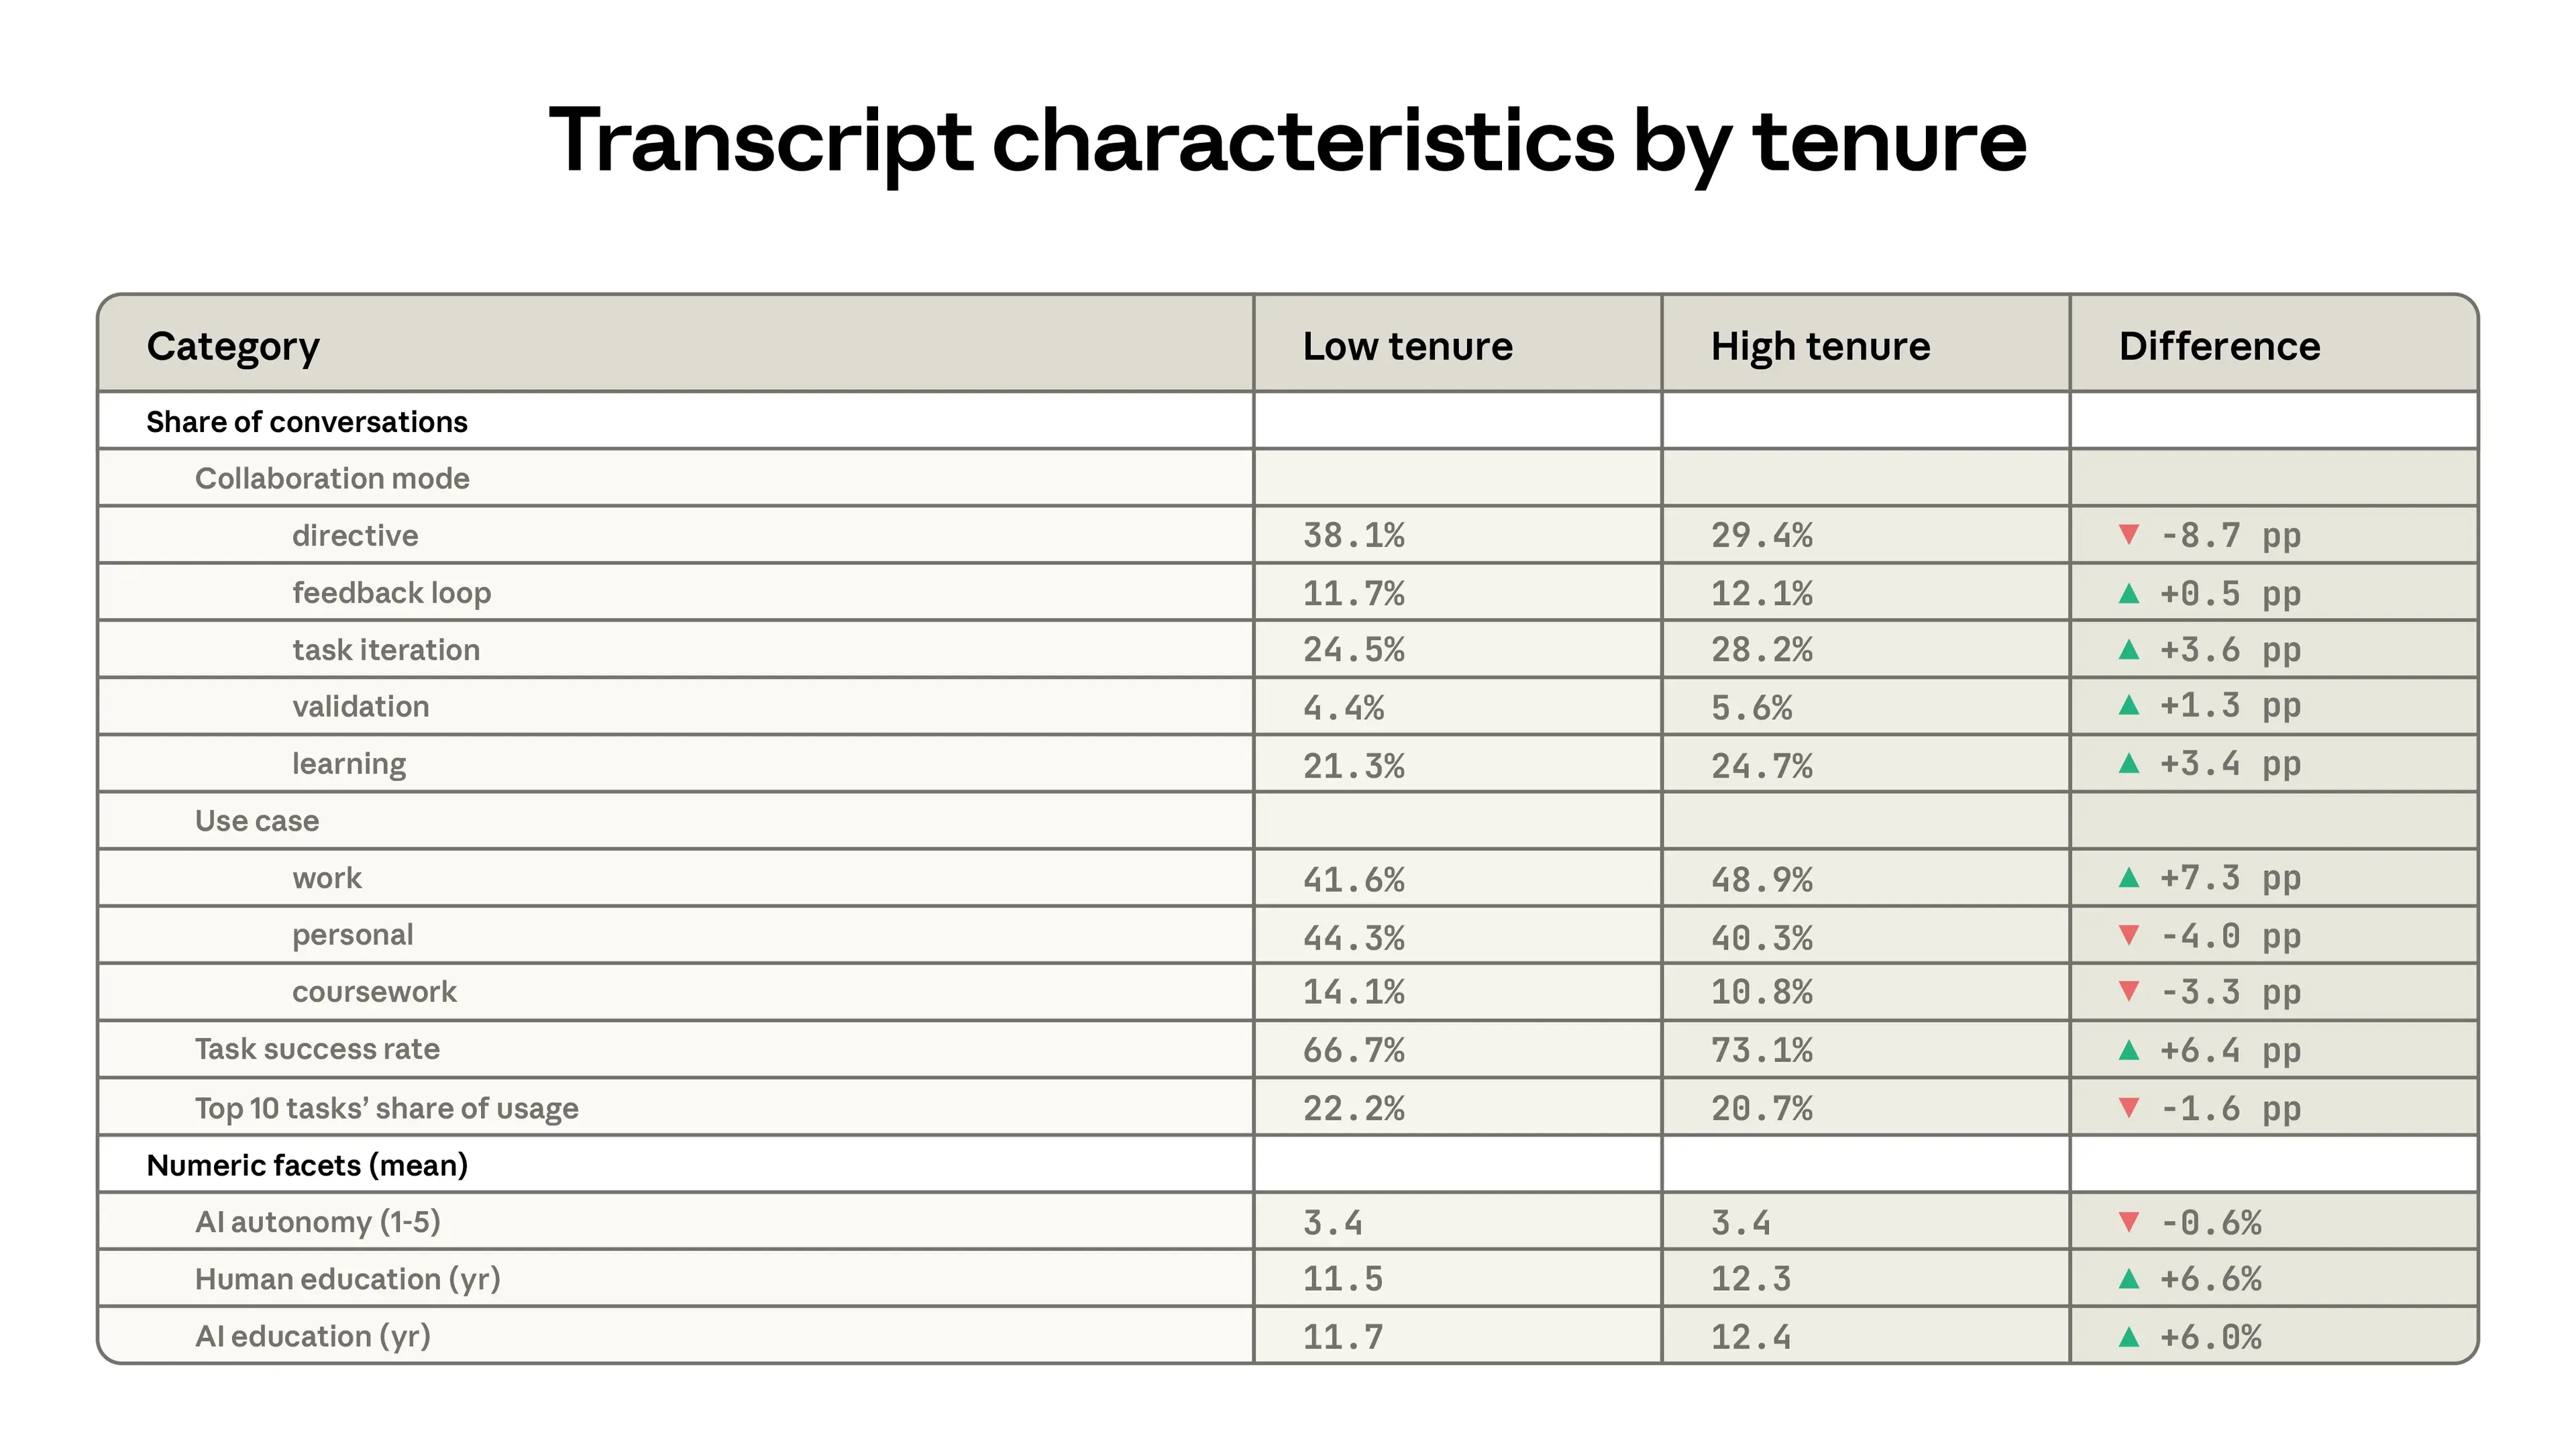 Transcript characteristics by tenure
Category Low tenure High tenure Difference
Share of conversations
Collaboration mode
directive 38.1% 29.4% ▼ -8.7 pp
feedback loop 11.7% 12.1% ▲ +0.5 pp
task iteration 24.5% 28.2% ▲ +3.6 pp
validation 4.4% 5.6% ▲ +1.3 pp
learning 21.3% 24.7% ▲ +3.4 pp
Use case
work 41.6% 48.9% ▲ +7.3 pp
personal 44.3% 40.3% ▼ -4.0 pp
coursework 14.1% 10.8% ▼ -3.3 pp
Task success rate 66.7% 73.1% ▲ +6.4 pp
Top 10 tasks’ share of usage 22.2% 20.7% ▼ -1.6 pp
Numeric facets (mean)
AI autonomy (1-5) 3.4 3.4 ▼ -0.6%
Human education (yr) 11.5 12.3 ▲ +6.6%
AI education (yr) 11.7 12.4 ▲ +6.0%